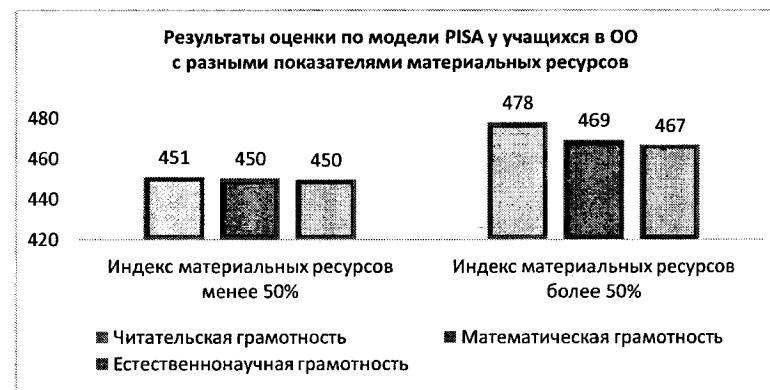 Результаты оценки по модели PISA у учащихся в ОО
с разными показателями материальных ресурсов
478
480
469
467
460
451
450
450
440
420
Индекс материальных ресурсов
менее 50%
Индекс материальных ресурсов
более 50%
Читательская грамотность
Математическая грамотность
Естественнонаучная грамотность